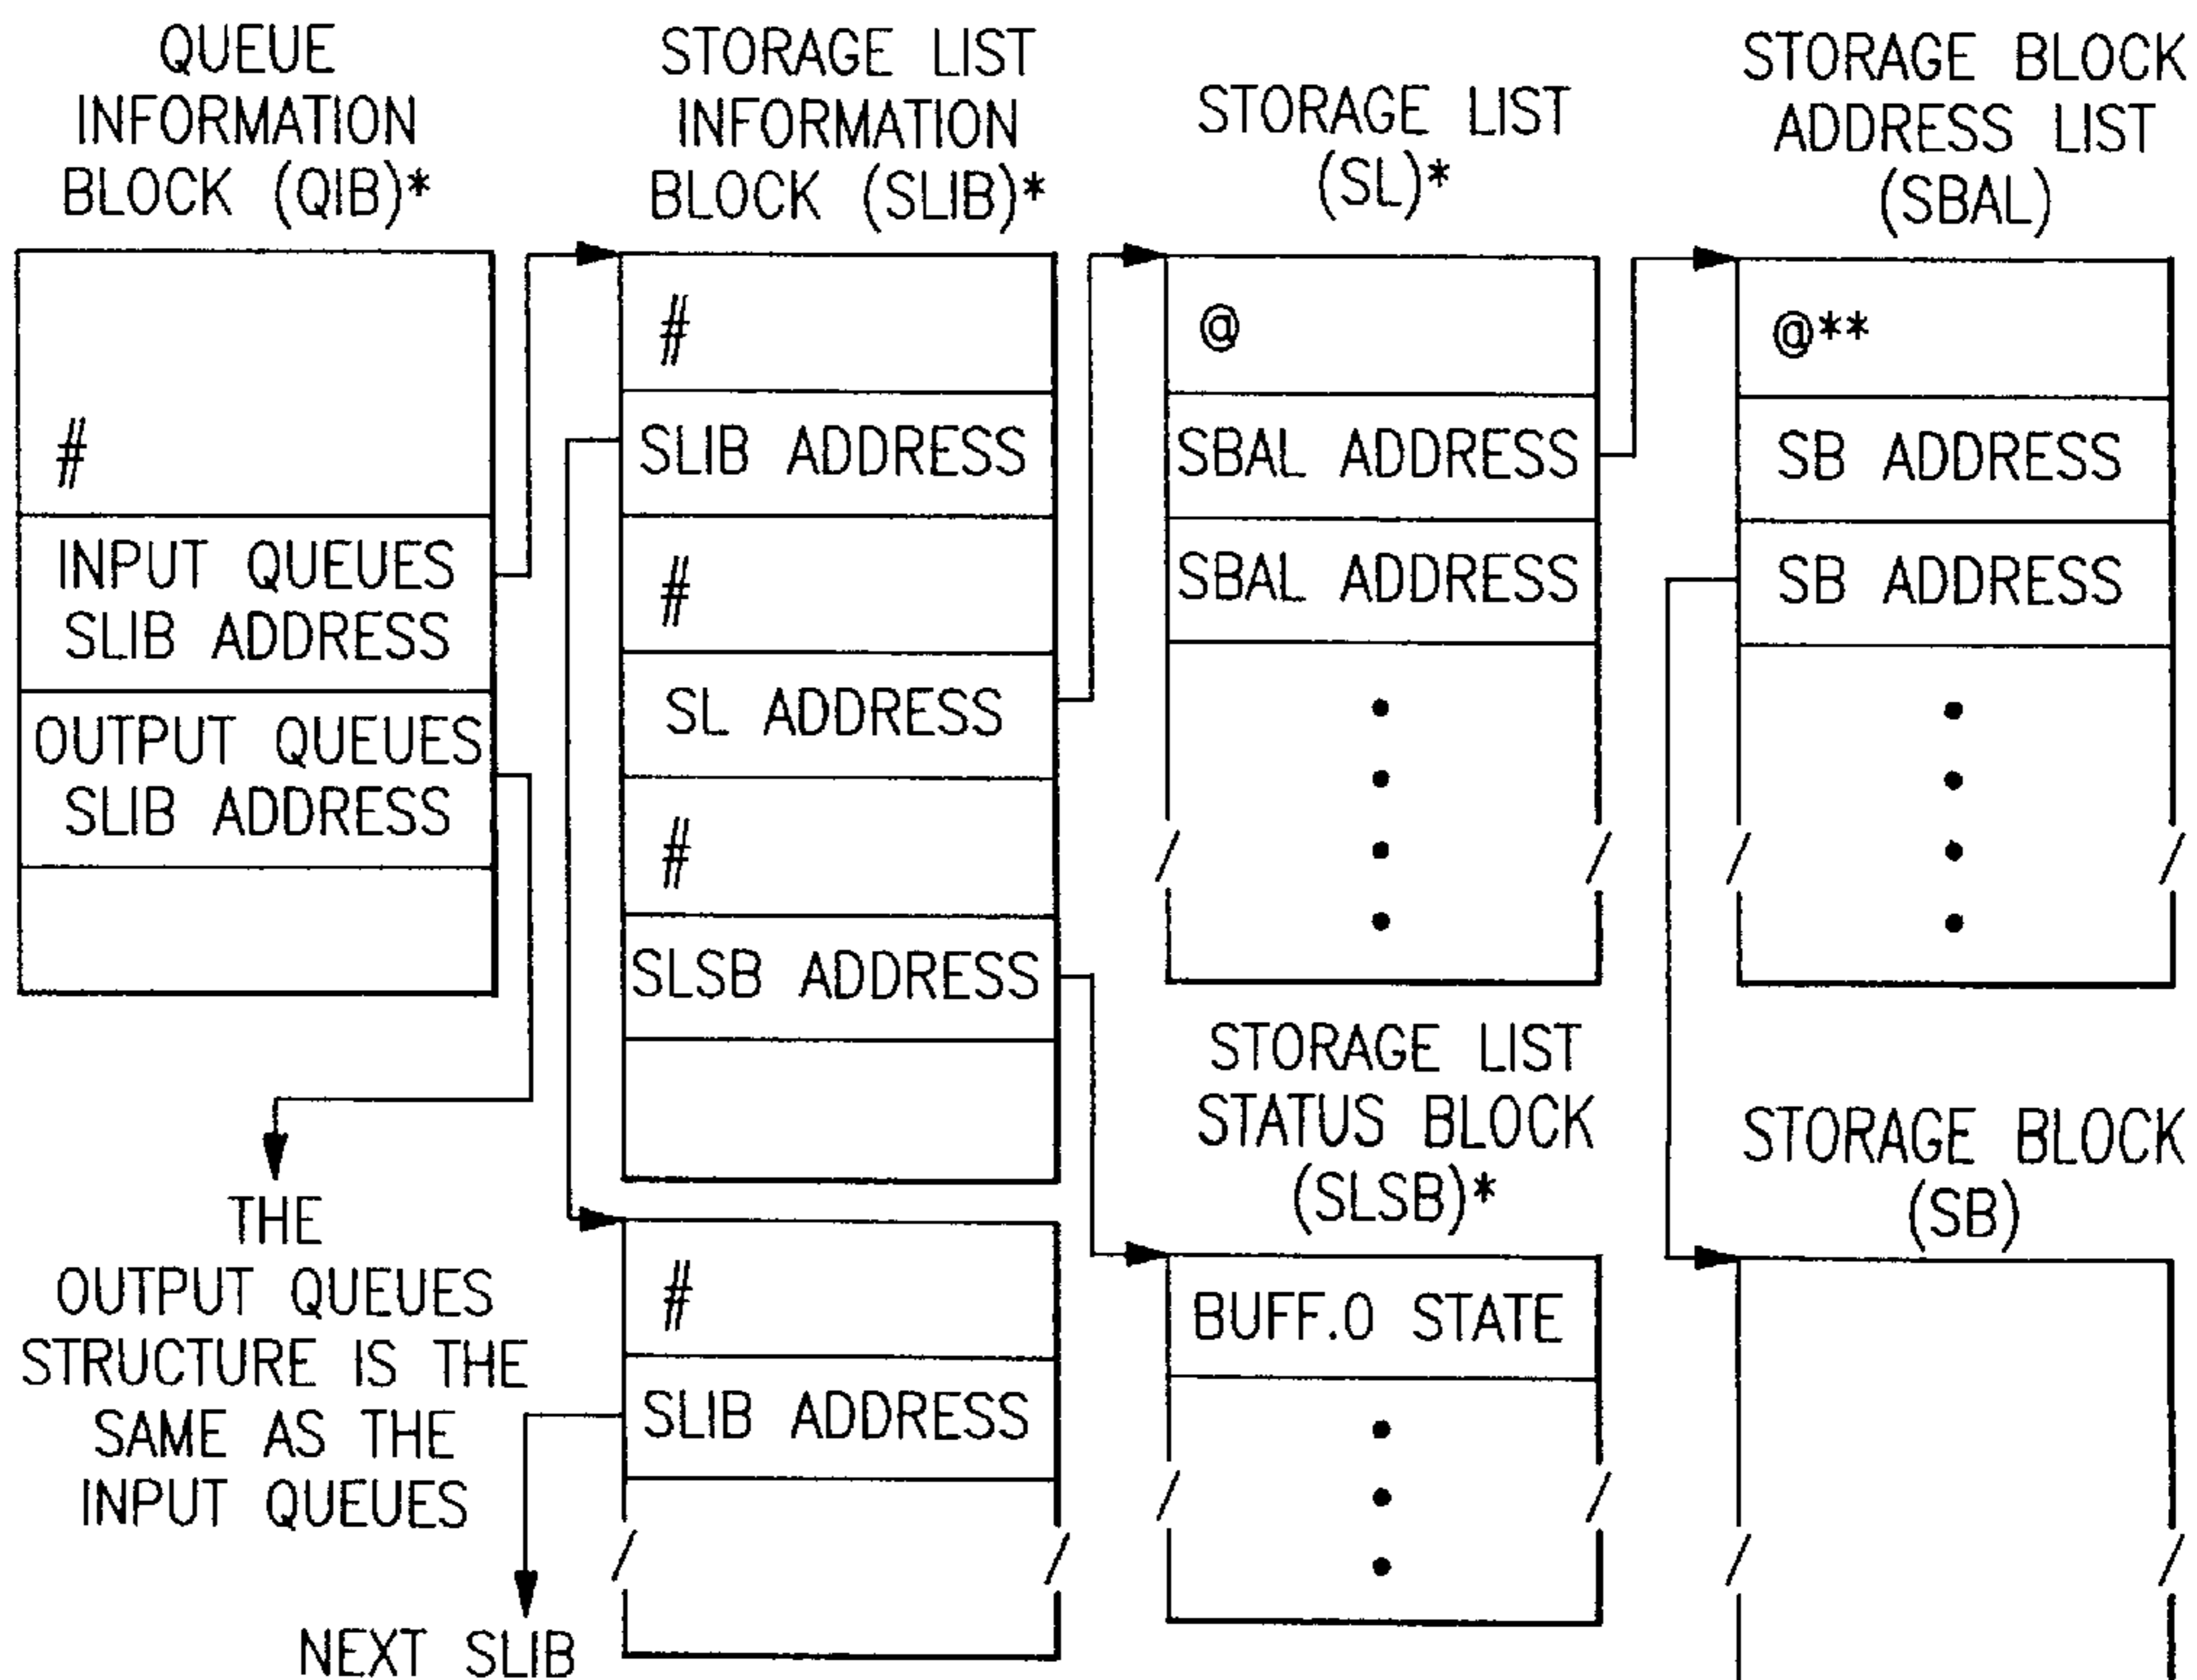 QUEUE
INFORMATION
BLOCK (QIB)*
#
INPUT QUEUES
SLIB ADDRESS
OUTPUT QUEUES
SLIB ADDRESS
THE
OUTPUT QUEUES
STRUCTURE IS THE
SAME AS THE
INPUT QUEUES
STORAGE LIST
INFORMATION
BLOCK (SLIB)*
#
SLIB ADDRESS
#
SL ADDRESS
#
SLSB ADDRESS
#
SLIB ADDRESS
NEXT SLIB
STORAGE LIST
(SL)*
@
SBAL ADDRESS
SBAL ADDRESS
STORAGE LIST
STATUS BLOCK
(SLSB)*
BUFF.0 STATE
STORAGE BLOCK
ADDRESS LIST
(SBAL)
@**
SB ADDRESS
SB ADDRESS
STORAGE BLOCK
(SB)